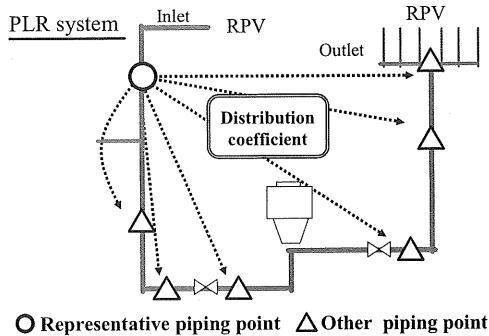 PLR system
Inlet
RPV
RPV
Outlet
Distribution
coefficient
Representative piping point
Other piping point